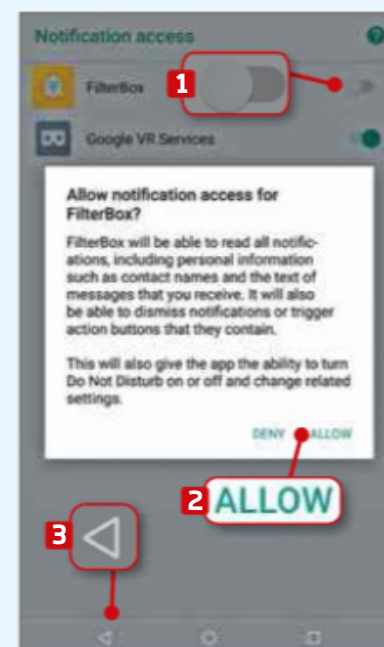 Notification access
FilterBox
1
Google VR Services
Allow notification access for
FilterBox?
FilterBox will be able to read all notific-
ations, including personal information
such as contact names and the text of
messages that you receive. It will also
be able to dismiss notifications or trigger
action buttons that they contain.
This will also give the app the ability to turn
Do Not Disturb on or off and change related
settings.
DENY ALLOW
2 ALLOW
3